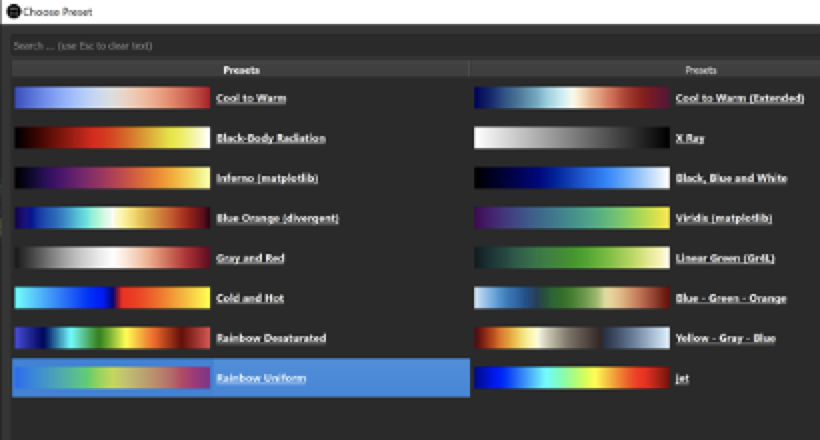 Choose Preset
Search ... (use Esc to clear text)
Presets Presets
Cool to Warm Cool to Warm (Extended)
Black-Body Radiation X Ray
Inferno (matplotlib) Black, Blue and White
Blue Orange (divergent) Viridis (matplotlib)
Gray and Red Linear Green (Gr4L)
Cold and Hot Blue - Green - Orange
Rainbow Desaturated Yellow - Gray - Blue
Rainbow Uniform jet